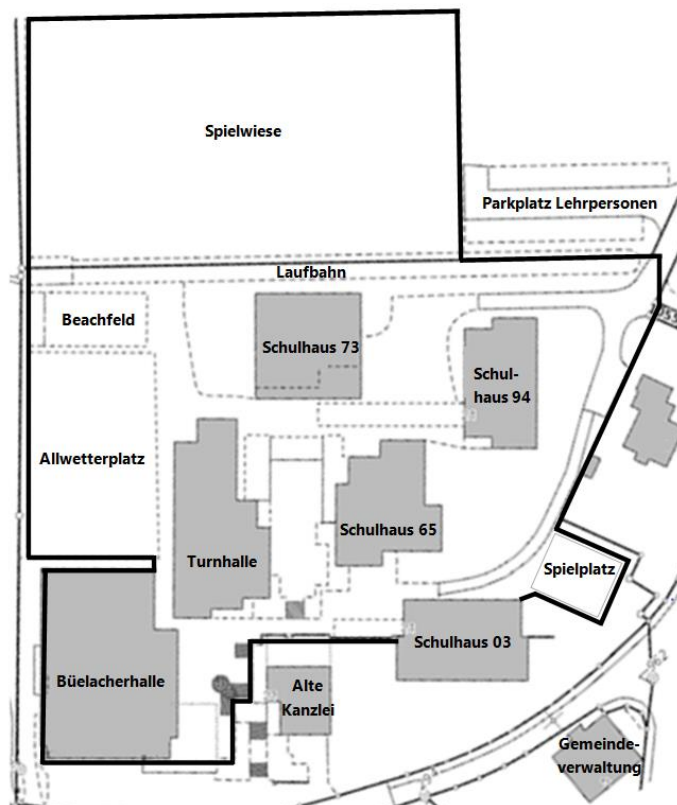 Spielwiese
Parkplatz Lehrpersonen
Laufbahn
Beachfeld
Schulhaus 73
Schul-
haus 94
Allwetterplatz
Schulhaus 65
Turnhalle
Spielplatz
Schulhaus 03
Büelacherhalle
Alte
Kanzlei
Gemeinde-
verwaltung